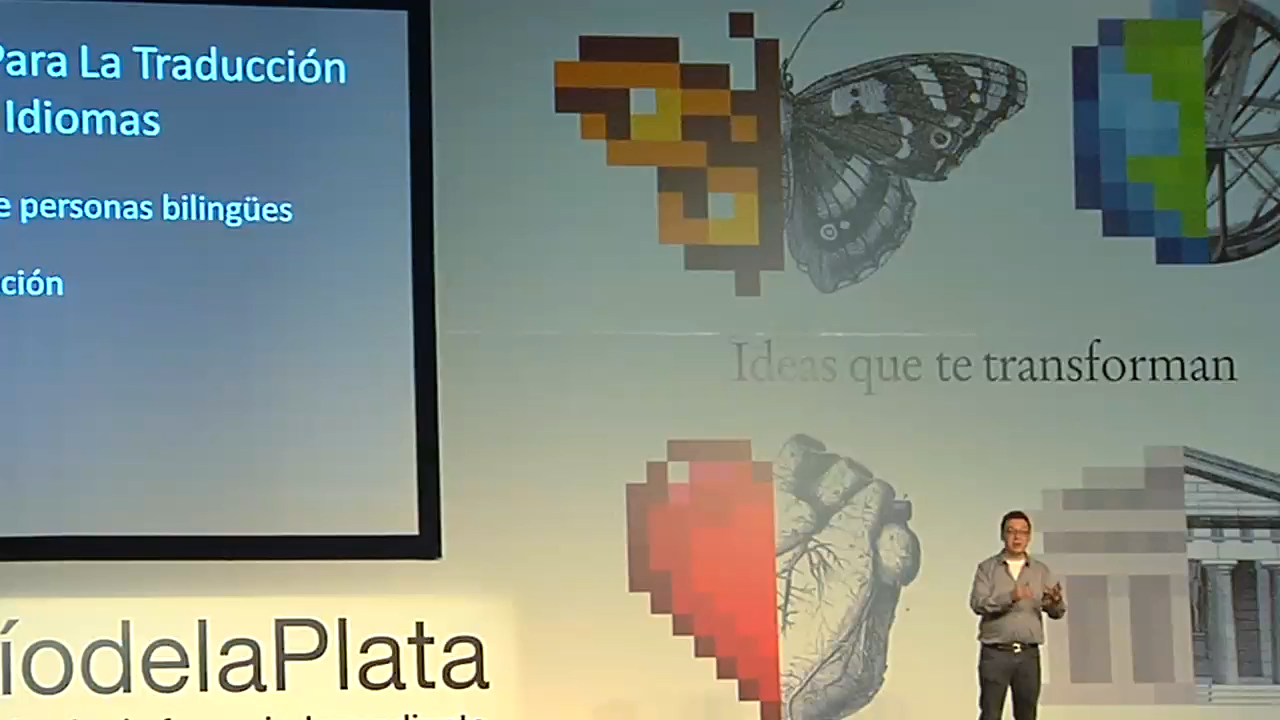 Para La Traducción
Idiomas
e personas bilingües
ción
Ideas que te transforman
íodelaPlata